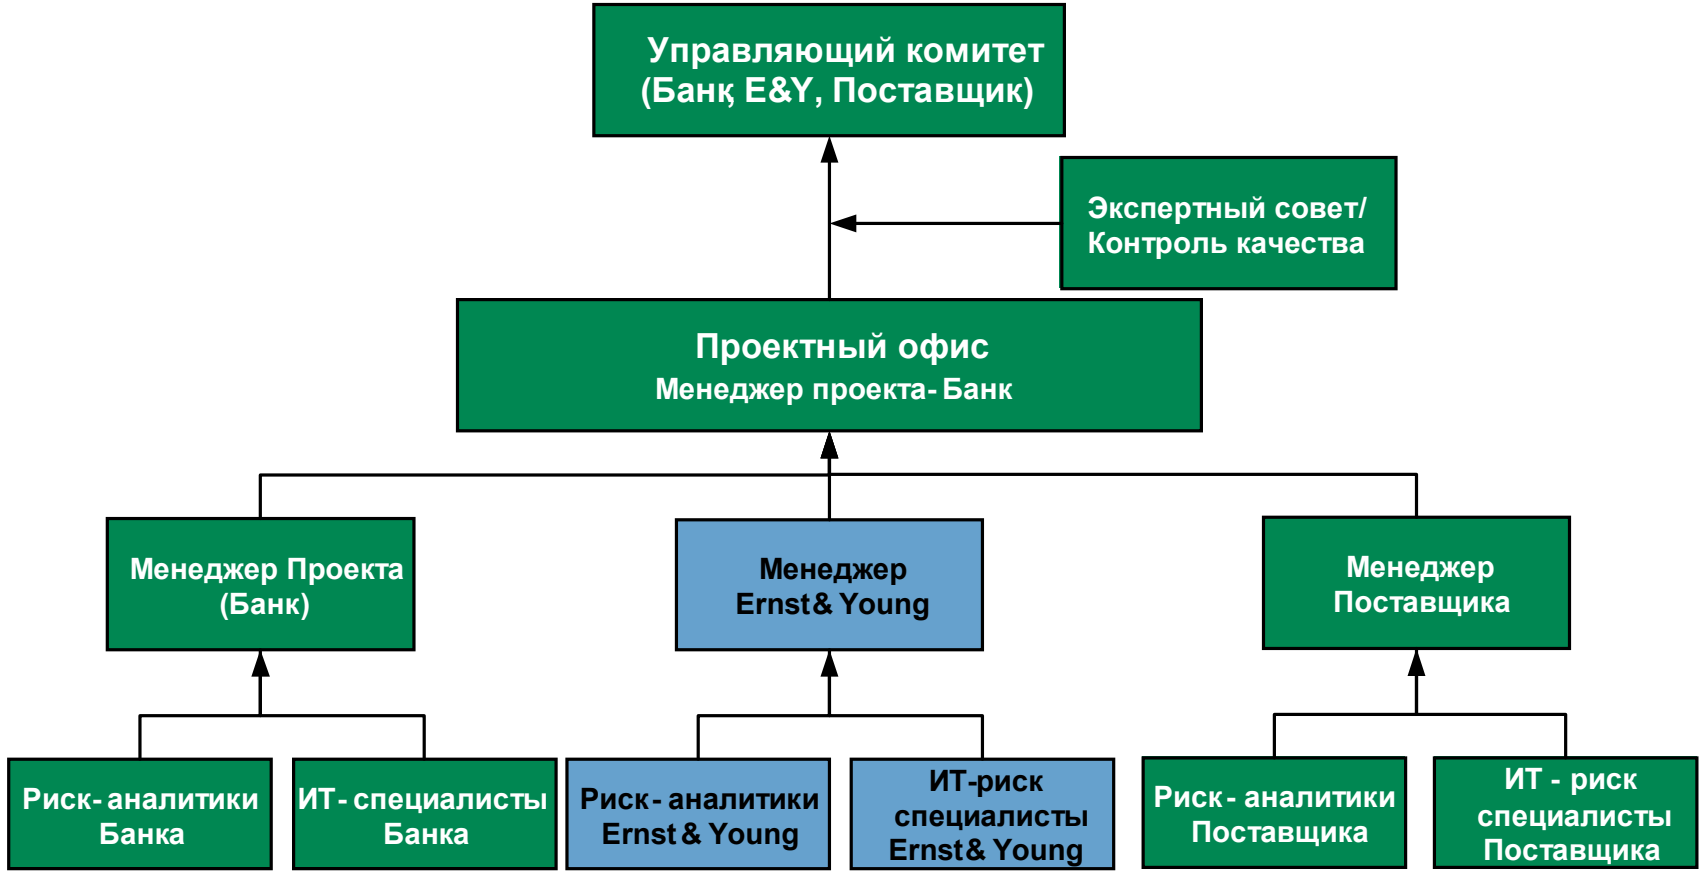 Управляющий комитет
(Банк, E&Y, Поставщик)
Экспертный совет/
Контроль качества
Проектный офис
Менеджер проекта- Банк
Менеджер Проекта
(Банк)
Менеджер
Ernst & Young
Менеджер
Поставщика
Риск- аналитики
Банка
ИТ- специалисты
Банка
Риск- аналитики
Ernst & Young
ИТ-риск
специалисты
Ernst & Young
Риск- аналитики
Поставщика
ИТ - риск
специалисты
Поставщика